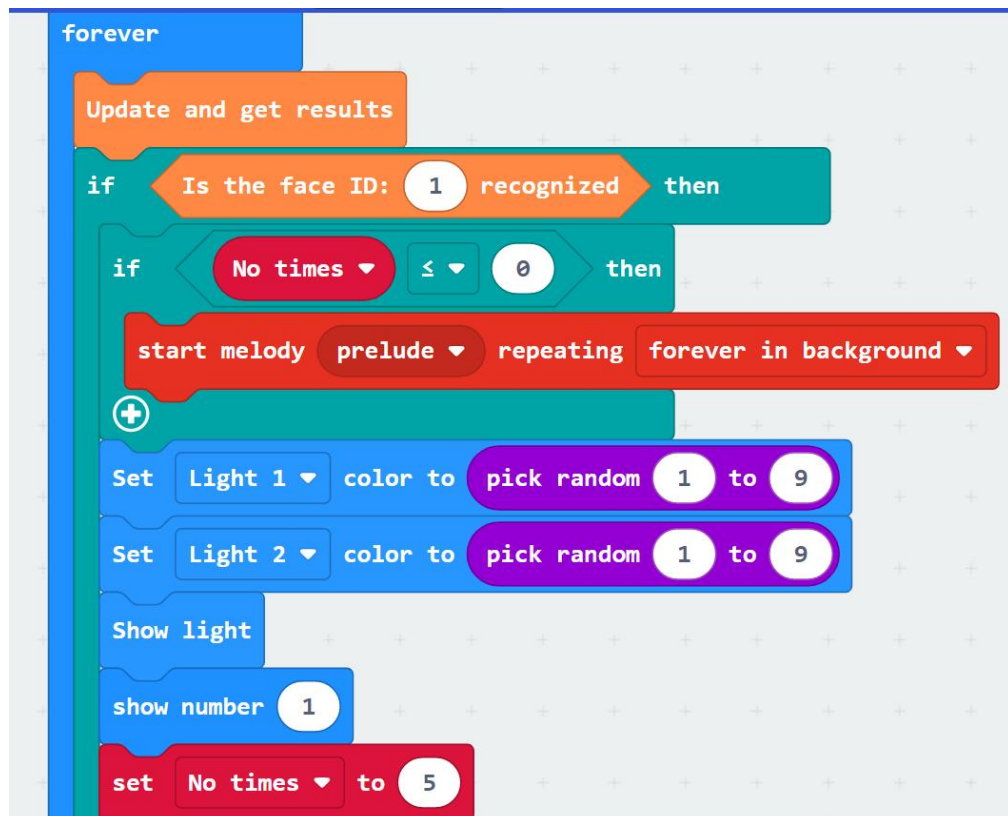 forever
Update and get results
if Is the face ID: 1 recognized then
if No times ≤ 0 then
start melody prelude repeating forever in background
Set Light 1 color to pick random 1 to 9
Set Light 2 color to pick random 1 to 9
Show light
show number 1
set No times to 5